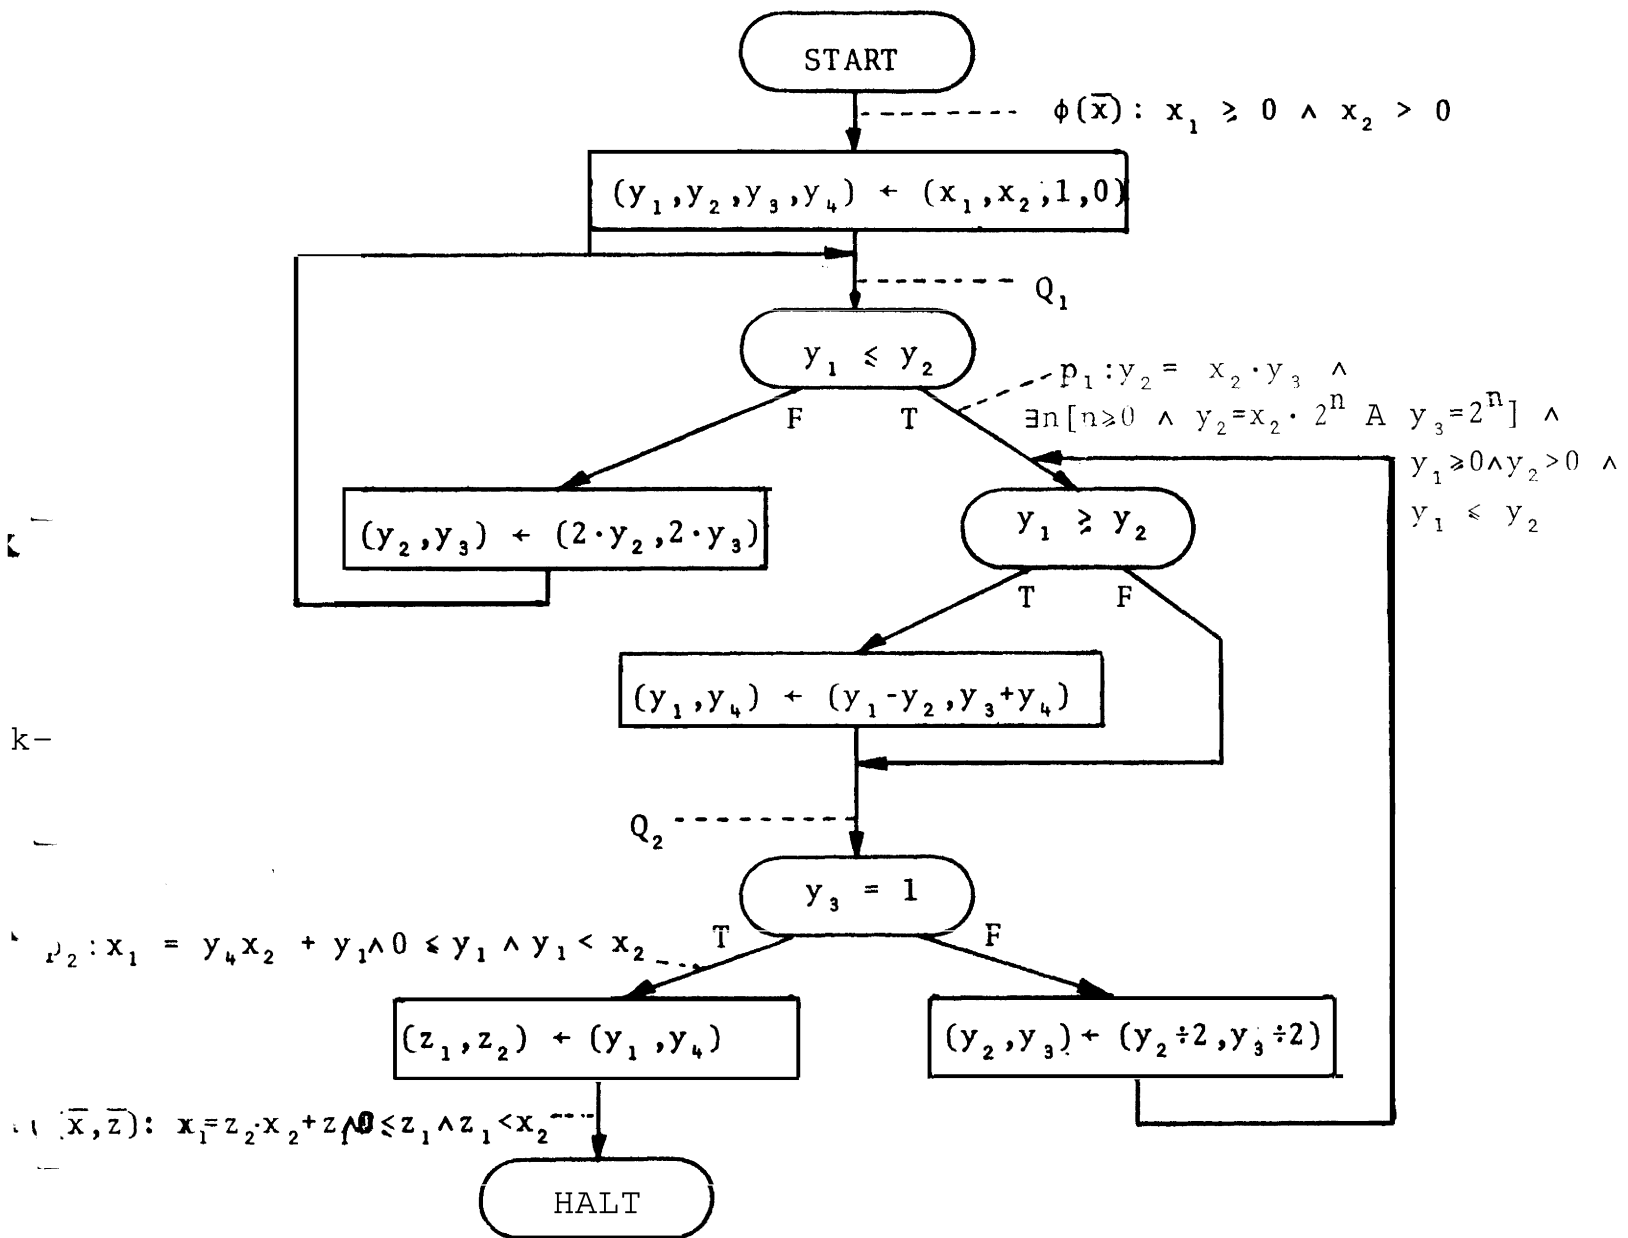 START
ϕ(x̄): x₁ ⩾ 0 ∧ x₂ > 0
(y₁,y₂,y₃,y₄) ← (x₁,x₂,1,0)
Q₁
y₁ ⩽ y₂
p₁:y₂ = x₂·y₃ ∧
F T
∃n[n⩾0 ∧ y₂=x₂· 2ⁿ A y₃=2ⁿ] ∧
y₁⩾0∧y₂>0 ∧
y₁ ⩽ y₂
y₁ ⩾ y₂
(y₂,y₃) ← (2·y₂,2·y₃)
T F
(y₁,y₄) ← (y₁-y₂,y₃+y₄)
k-
Q₂
y₃ = 1
T F
₂:x₁ = y₄x₂ + y₁∧0 ⩽ y₁ ∧ y₁ < x₂
(z₁,z₂) ← (y₁,y₄)
(y₂,y₃)← (y₂÷2,y₃÷2)
x̄,z̄): x₁=z₂·x₂+z₁∧0⩽z₁∧z₁<x₂
HALT